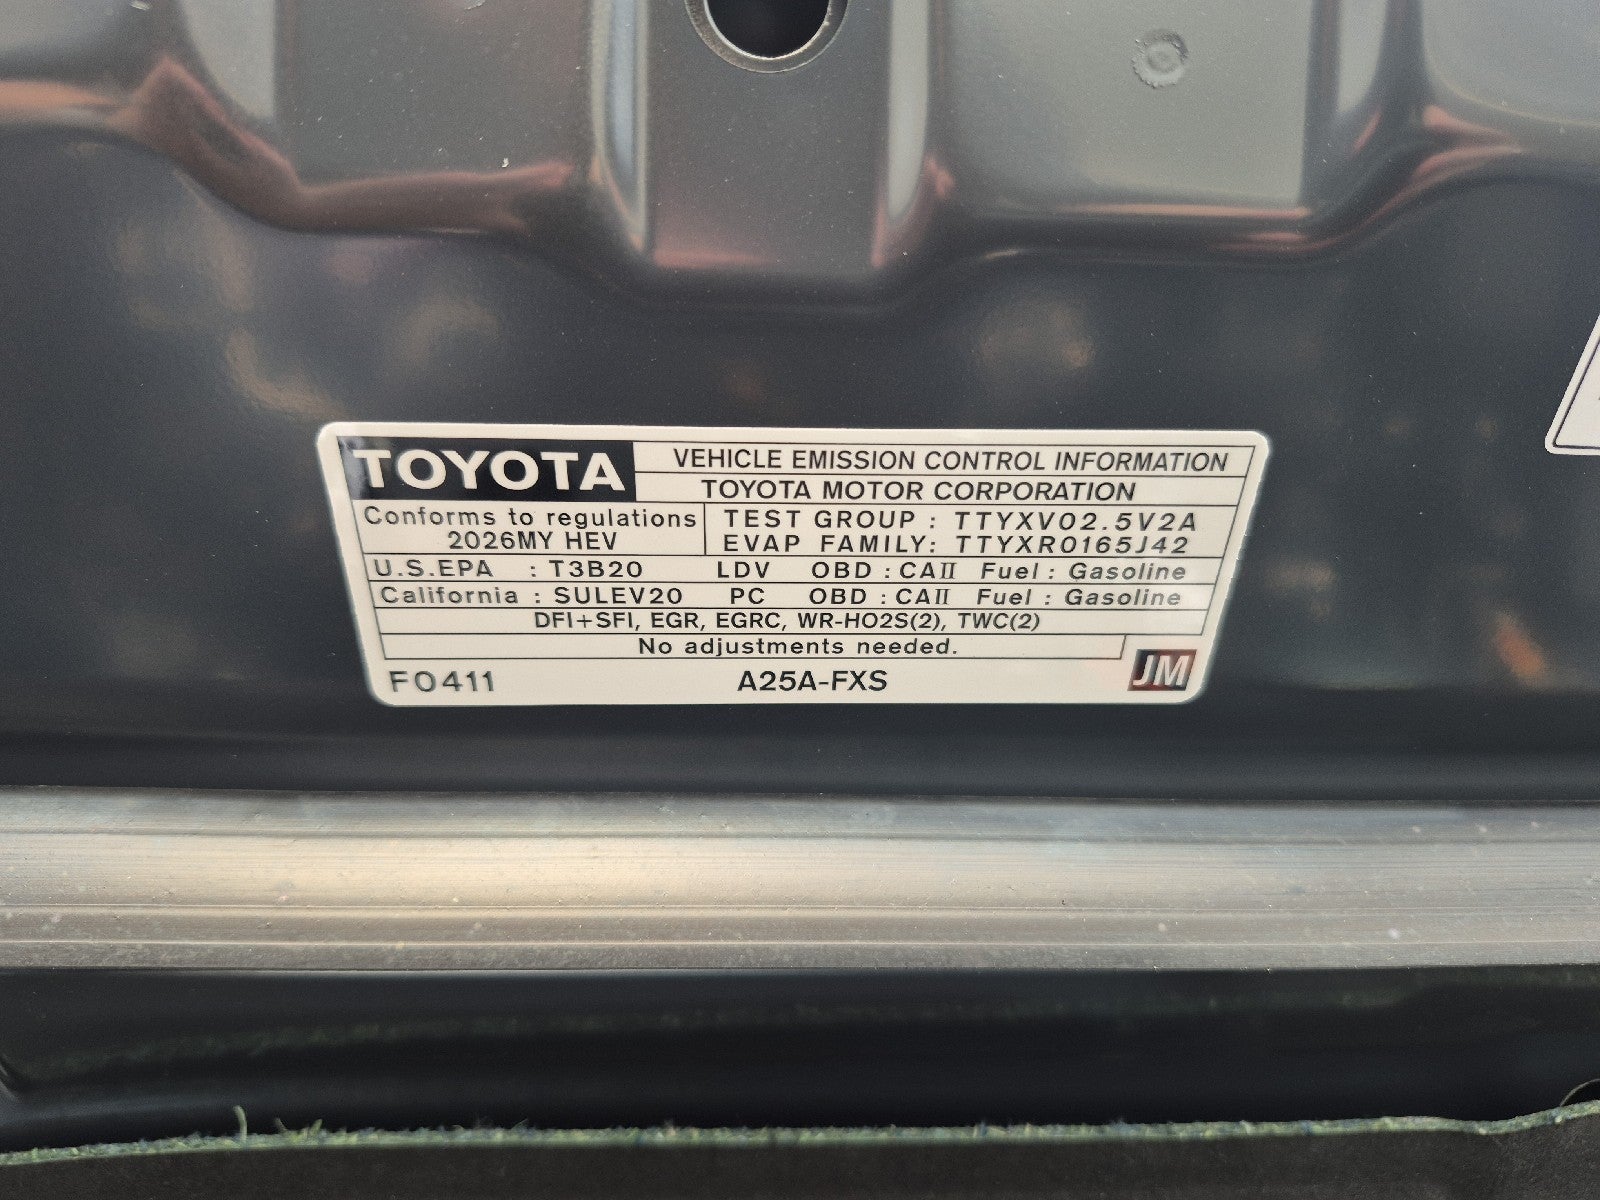 TOYOTA
VEHICLE EMISSION CONTROL INFORMATION
TOYOTA MOTOR CORPORATION
Conforms to regulations
2026MY HEV
TEST GROUP : TTYXV02.5V2A
EVAP FAMILY: TTYXR0165J42
U.S.EPA : T3B20 LDV OBD : CAII Fuel : Gasoline
California : SULEV20 PC OBD : CAII Fuel : Gasoline
DFI+SFI, EGR, EGRC, WR-HO2S(2), TWC(2)
No adjustments needed.
F0411 A25A-FXS JM